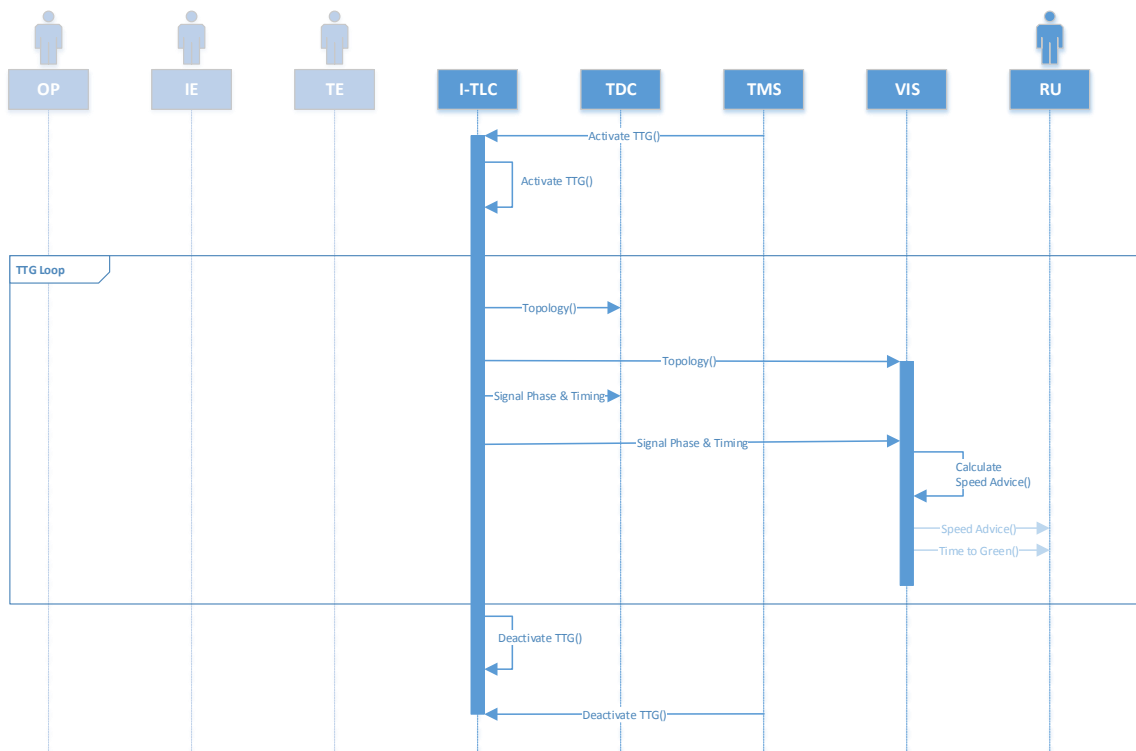 OP
IE
TE
I-TLC
TDC
TMS
VIS
RU
Activate TTG()
Activate TTG()
TTG Loop
Topology()
Topology()
Signal Phase & Timing
Signal Phase & Timing
Calculate
Speed Advice()
Speed Advice()
Time to Green()
Deactivate TTG()
Deactivate TTG()